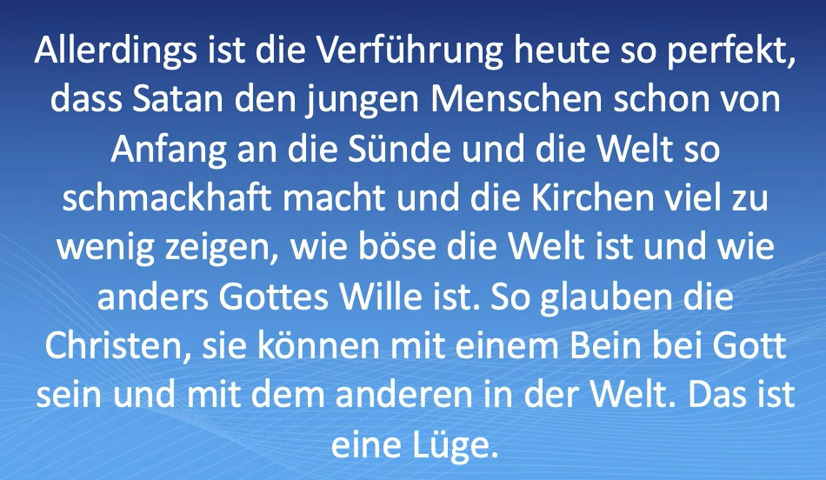 Allerdings ist die Verführung heute so perfekt,
dass Satan den jungen Menschen schon von
Anfang an die Sünde und die Welt so
schmackhaft macht und die Kirchen viel zu
wenig zeigen, wie böse die Welt ist und wie
anders Gottes Wille ist. So glauben die
Christen, sie können mit einem Bein bei Gott
sein und mit dem anderen in der Welt. Das ist
eine Lüge.